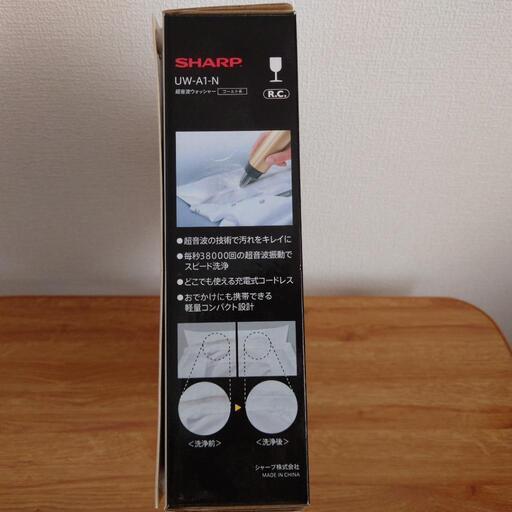 SHARP
UW-A1-N
超音波ウォッシャー ゴールド系
R.C.
●超音波の技術で汚れをキレイに
●毎秒38000回の超音波振動で
スピード洗浄
●どこでも使える充電式コードレス
●おでかけにも携帯できる
軽量コンパクト設計
<洗浄前>
<洗浄後>
シャープ株式会社
MADE IN CHINA